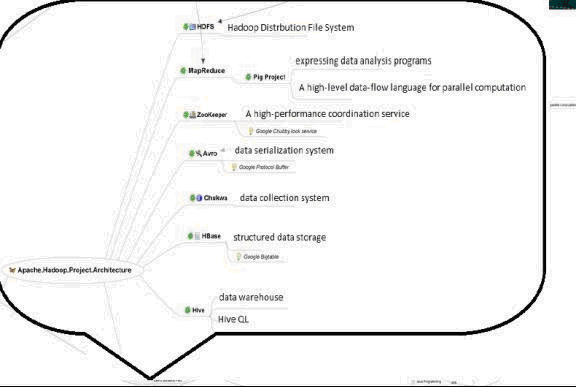 HDFS Hadoop Distrbution File System
expressing data analysis programs
MapReduce Pig Project
A high-level data-flow language for parallel computation
ZooKeeper A high-performance coordination service
Google Chubby lock service
Avro data serialization system
Google Protocol Buffer
Chukwa data collection system
HBase structured data storage
Google Bigtable
Apache.Hadoop.Project.Architecture
data warehouse
Hive
Hive QL